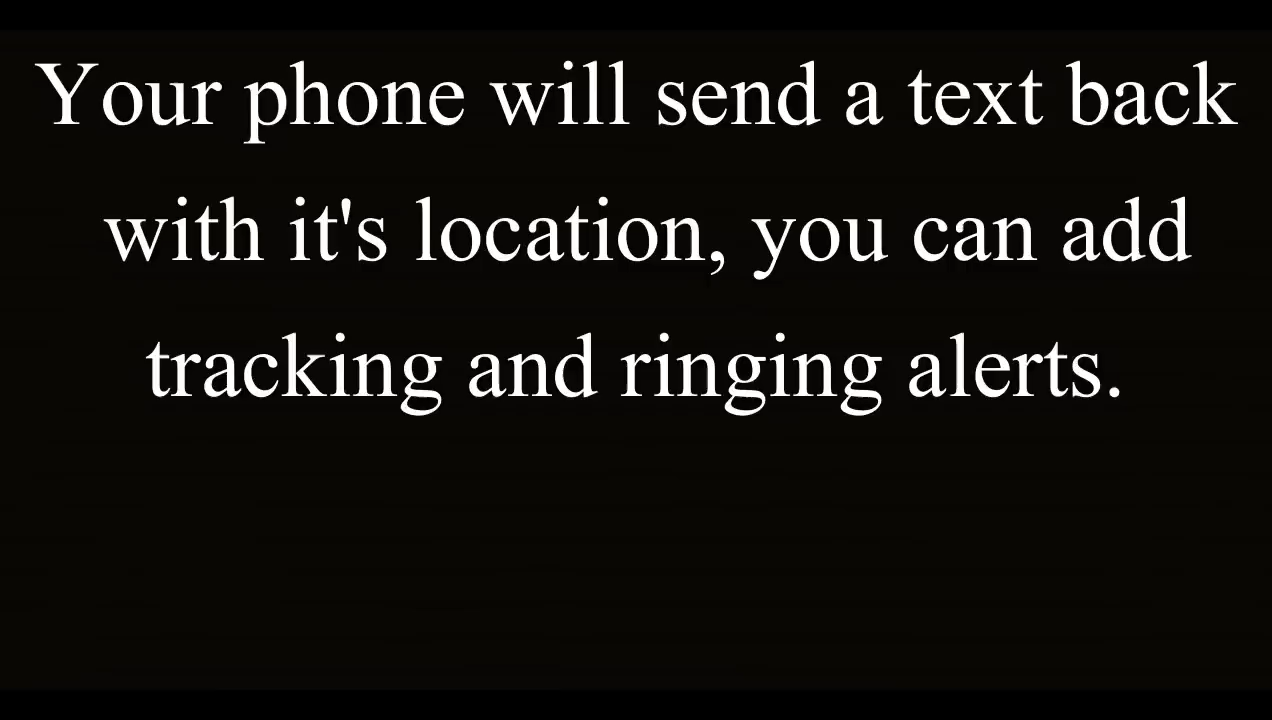 Your phone will send a text back
with it's location, you can add
tracking and ringing alerts.